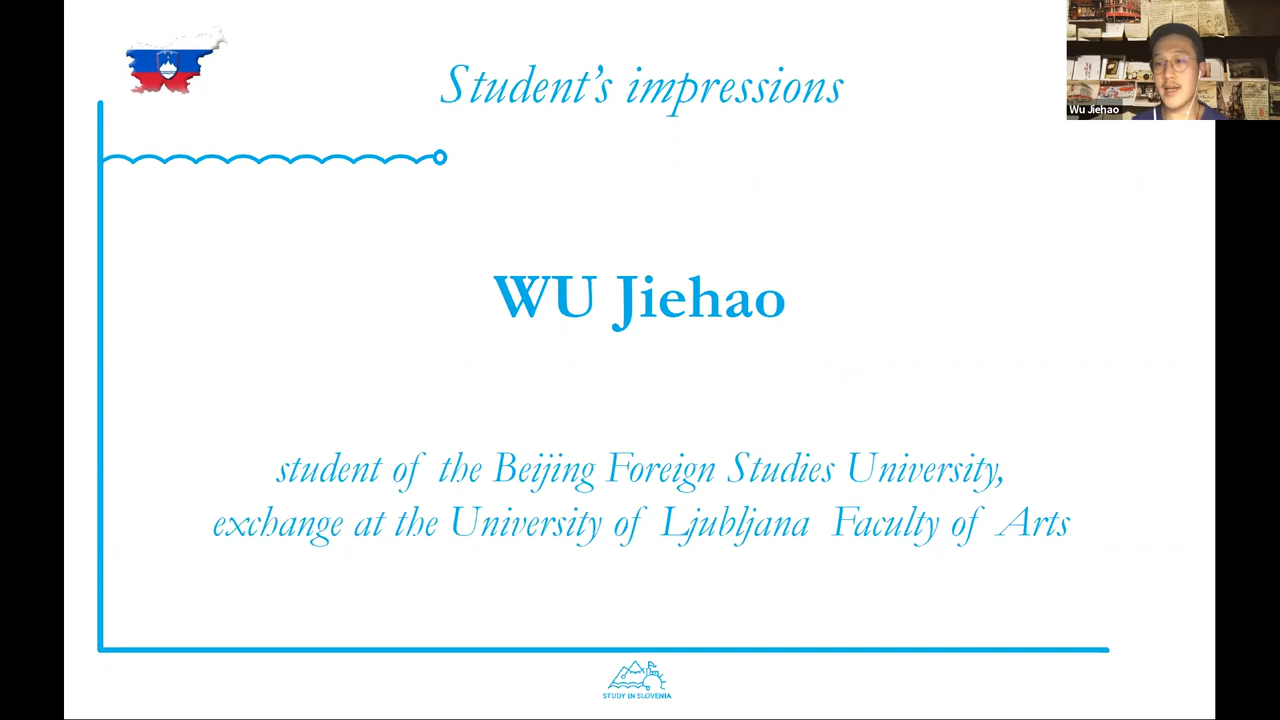 Student's impressions
Wu Jiehao
WU Jiehao
student of the Beijing Foreign Studies University,
exchange at the University of Ljubljana Faculty of Arts
STUDY IN SLOVENIA